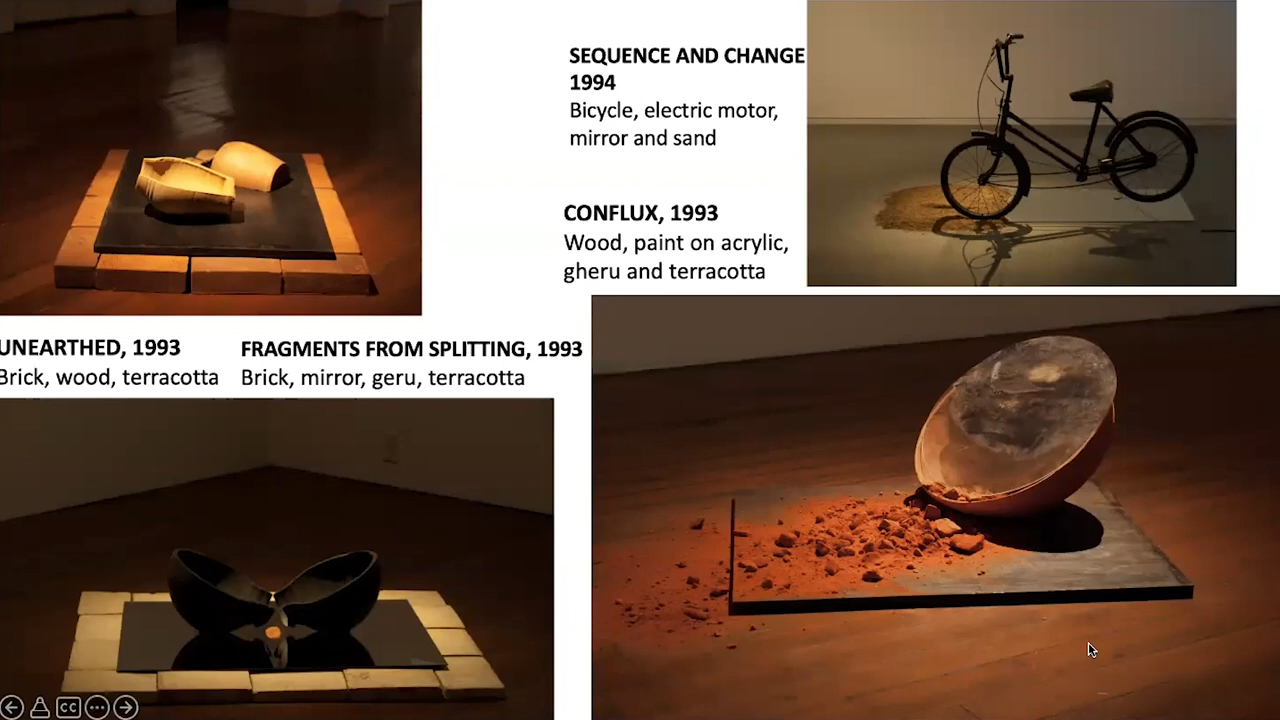 SEQUENCE AND CHANGE
1994
Bicycle, electric motor,
mirror and sand
CONFLUX, 1993
Wood, paint on acrylic,
gheru and terracotta
UNEARTHED, 1993
Brick, wood, terracotta
FRAGMENTS FROM SPLITTING, 1993
Brick, mirror, geru, terracotta
CC